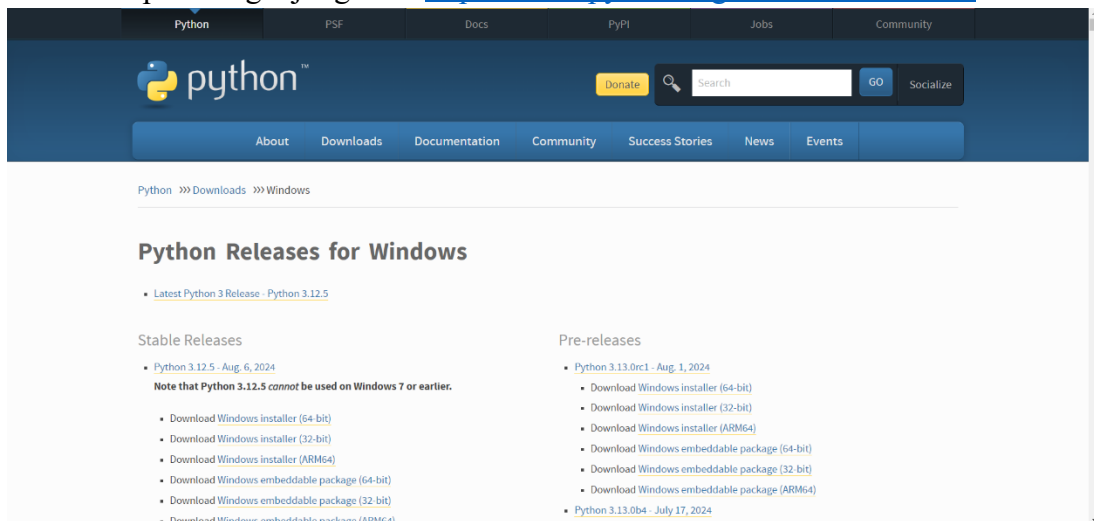 Python PSF Docs PyPI Jobs Community
python™
Donate Search GO Socialize
About Downloads Documentation Community Success Stories News Events
Python >>> Downloads >>> Windows
Python Releases for Windows
Latest Python 3 Release - Python 3.12.5
Stable Releases
Python 3.12.5 - Aug. 6, 2024
Note that Python 3.12.5 cannot be used on Windows 7 or earlier.
Download Windows installer (64-bit)
Download Windows installer (32-bit)
Download Windows installer (ARM64)
Download Windows embeddable package (64-bit)
Download Windows embeddable package (32-bit)
Download Windows embeddable package (ARM64)
Pre-releases
Python 3.13.0rc1 - Aug. 1, 2024
Download Windows installer (64-bit)
Download Windows installer (32-bit)
Download Windows installer (ARM64)
Download Windows embeddable package (64-bit)
Download Windows embeddable package (32-bit)
Download Windows embeddable package (ARM64)
Python 3.13.0b4 - July 17, 2024